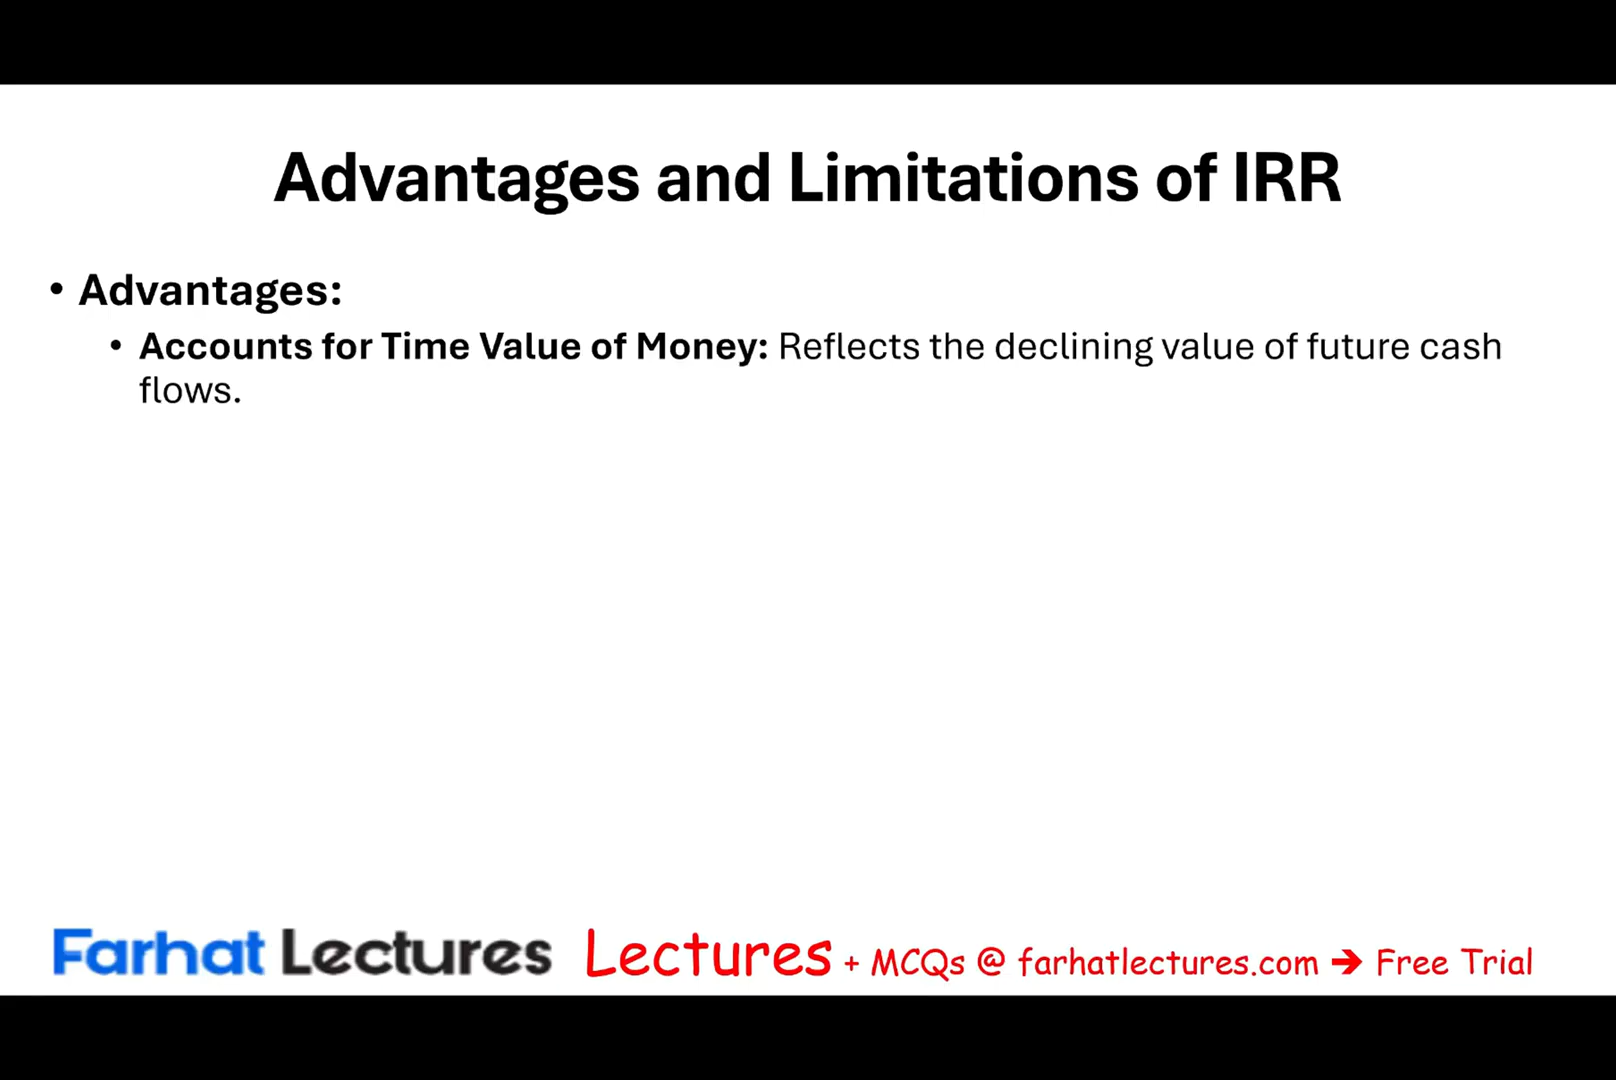 Advantages and Limitations of IRR
• Advantages:
• Accounts for Time Value of Money: Reflects the declining value of future cash
flows.
Farhat Lectures Lectures + MCQs @ farhatlectures.com ➔ Free Trial